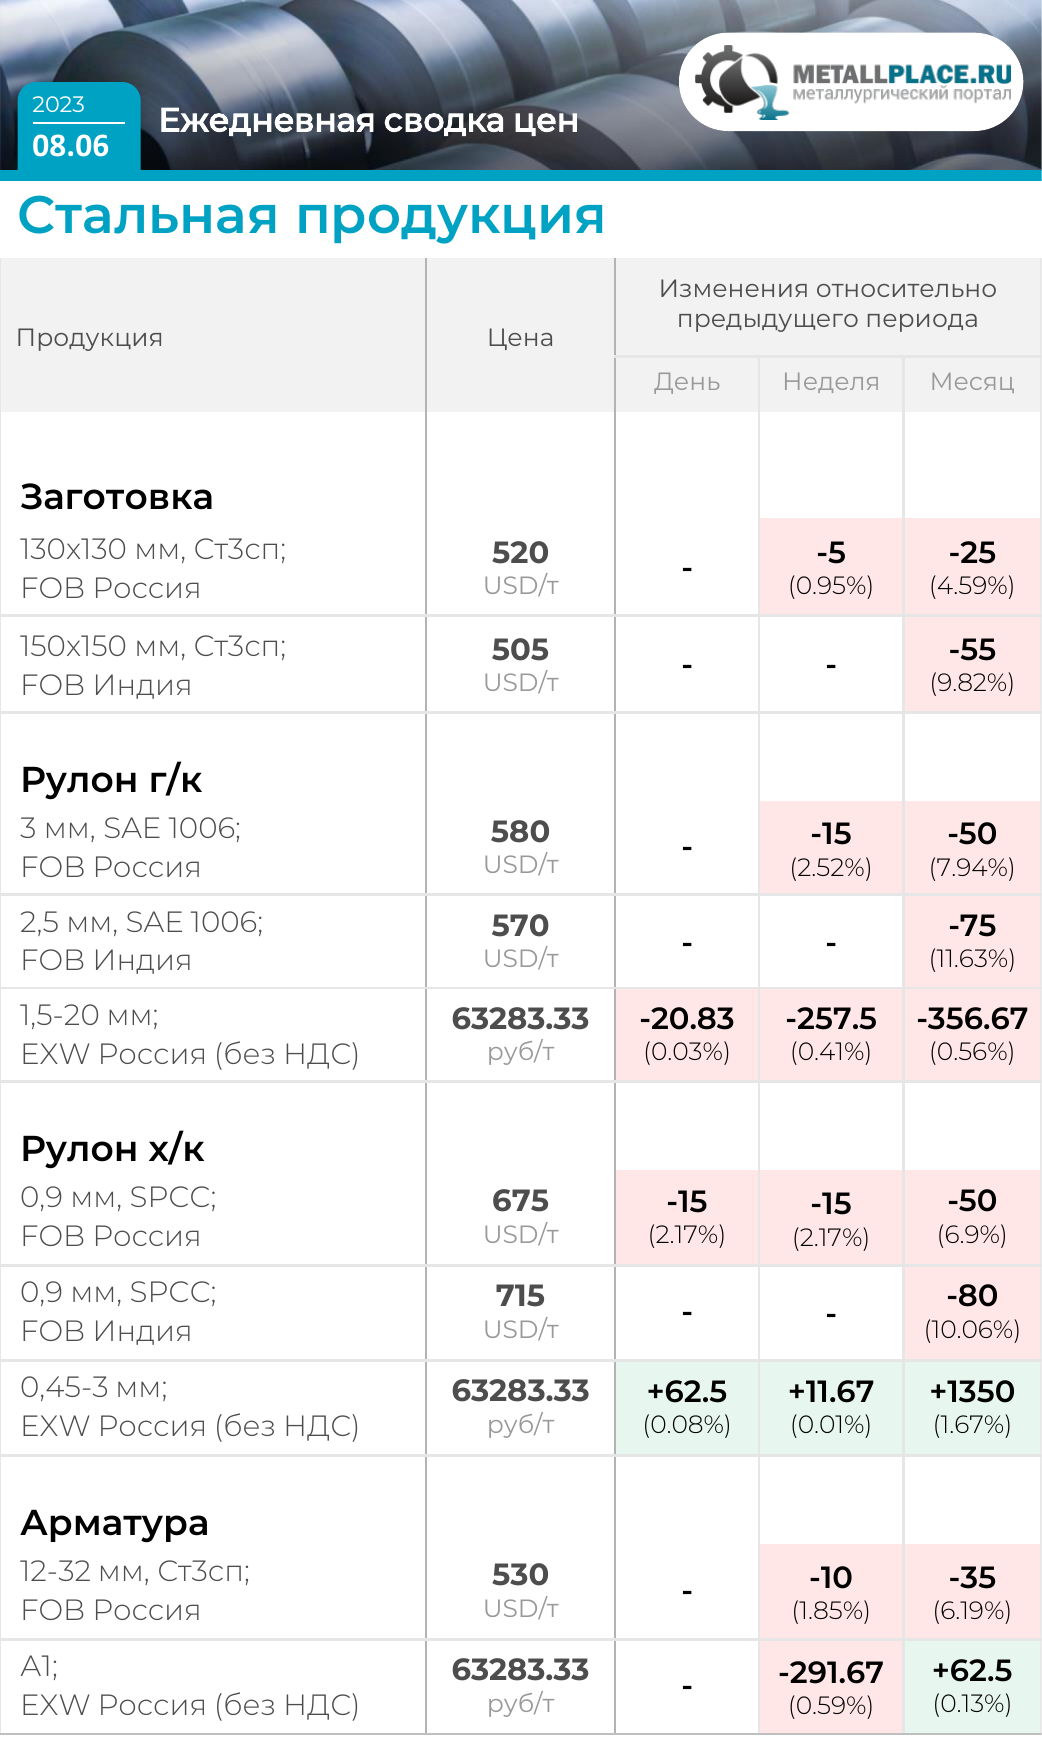 2023
08.06
Ежедневная сводка цен
METALLPLACE.RU
металлургический портал
Стальная продукция
Продукция
Цена
Изменения относительно
предыдущего периода
День
Неделя
Месяц
Заготовка
130х130 мм, Ст3сп;
FOB Россия
520
USD/т
-
-5
(0.95%)
-25
(4.59%)
150х150 мм, Ст3сп;
FOB Индия
505
USD/т
-
-
-55
(9.82%)
Рулон г/к
3 мм, SAE 1006;
FOB Россия
580
USD/т
-
-15
(2.52%)
-50
(7.94%)
2,5 мм, SAE 1006;
FOB Индия
570
USD/т
-
-
-75
(11.63%)
1,5-20 мм;
EXW Россия (без НДС)
63283.33
руб/т
-20.83
(0.03%)
-257.5
(0.41%)
-356.67
(0.56%)
Рулон х/к
0,9 мм, SPCC;
FOB Россия
675
USD/т
-15
(2.17%)
-15
(2.17%)
-50
(6.9%)
0,9 мм, SPCC;
FOB Индия
715
USD/т
-
-
-80
(10.06%)
0,45-3 мм;
EXW Россия (без НДС)
63283.33
руб/т
+62.5
(0.08%)
+11.67
(0.01%)
+1350
(1.67%)
Арматура
12-32 мм, Ст3сп;
FOB Россия
530
USD/т
-
-10
(1.85%)
-35
(6.19%)
А1;
EXW Россия (без НДС)
63283.33
руб/т
-
-291.67
(0.59%)
+62.5
(0.13%)